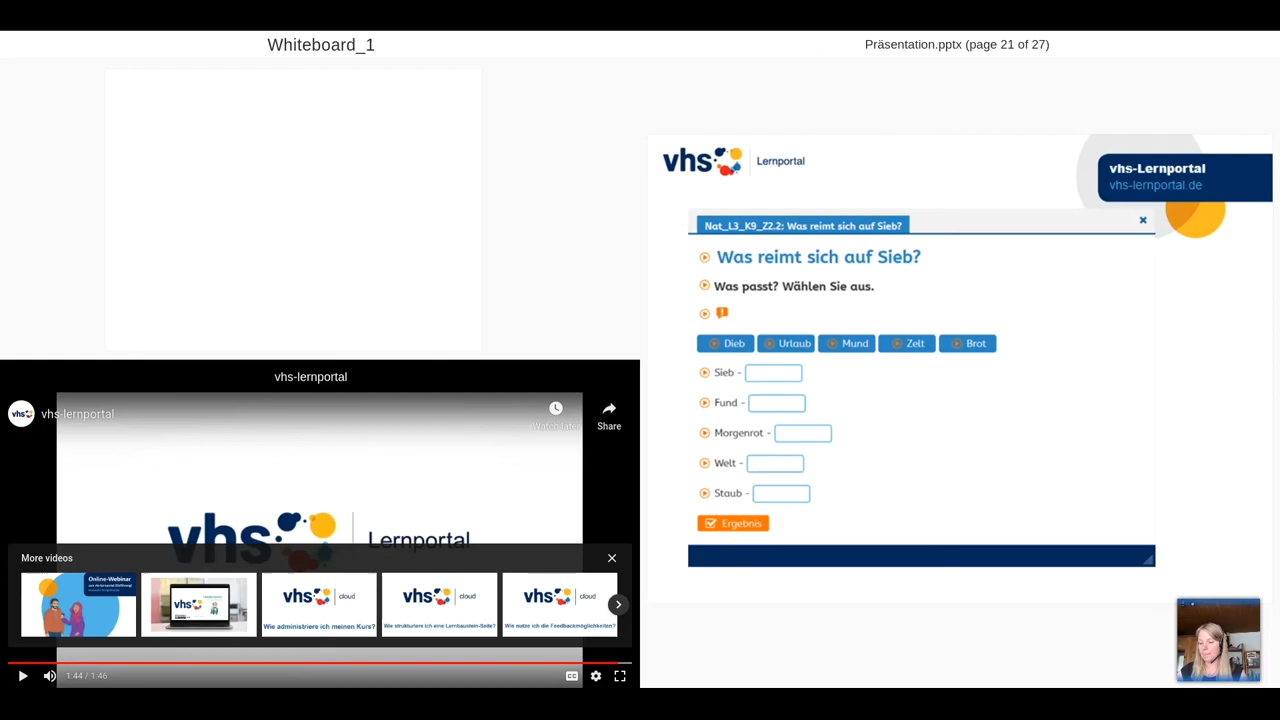 Whiteboard_1
Präsentation.pptx (page 21 of 27)
vhs Lernportal
vhs-Lernportal
vhs-lernportal.de
Nat_L3_K9_Z2.2: Was reimt sich auf Sieb?
Was reimt sich auf Sieb?
Was passt? Wählen Sie aus.
Dieb Urlaub Mund Zelt Brot
Sieb -
Fund -
Morgenrot -
Welt -
Staub -
Ergebnis
vhs-lernportal
vhs vhs-lernportal
Watch later Share
vhs Lernportal
More videos
Online-Webinar
vhs
vhs cloud
Wie administriere ich meinen Kurs?
vhs cloud
Wie strukturiere ich eine Lernbaustein-Seite?
vhs cloud
Wie nutze ich die Feedbackmöglichkeiten?
1:44 / 1:46
CC